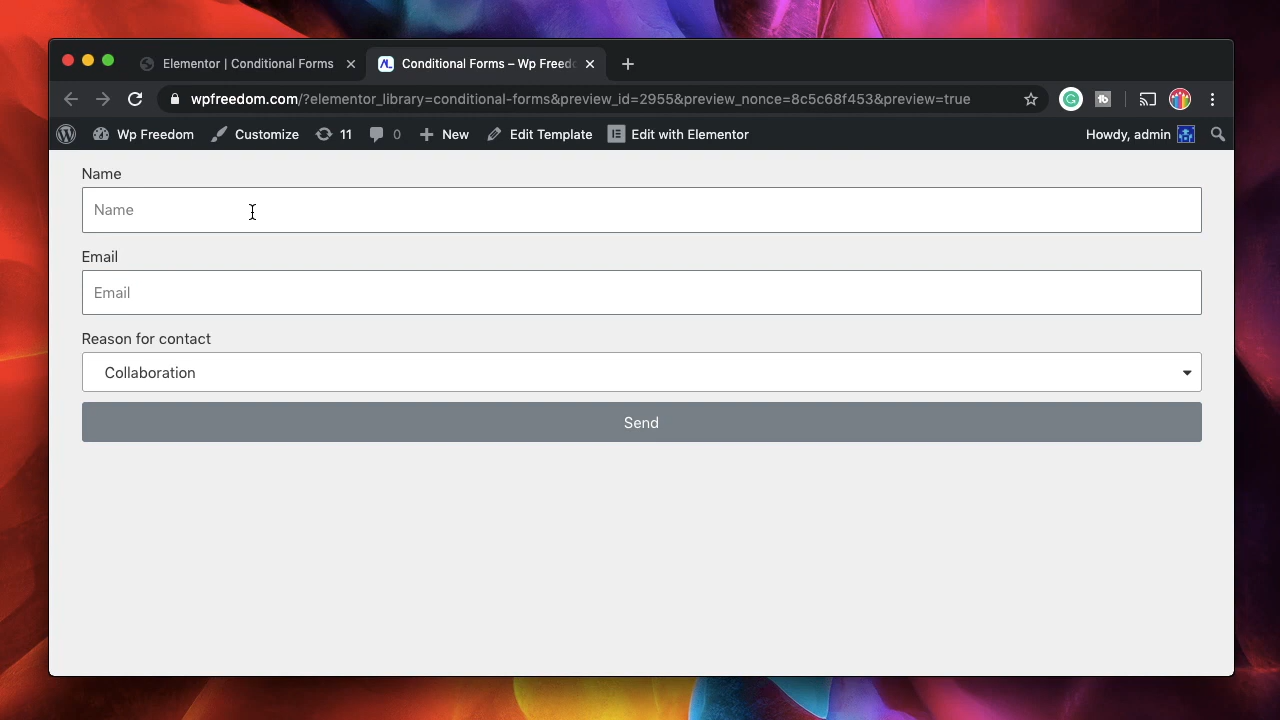 Elementor | Conditional Forms
Conditional Forms – Wp Freedo
wpfreedom.com/?elementor_library=conditional-forms&preview_id=2955&preview_nonce=8c5c68f453&preview=true
Wp Freedom Customize 11 0 New Edit Template Edit with Elementor Howdy, admin
Name
Name
Email
Email
Reason for contact
Collaboration
Send